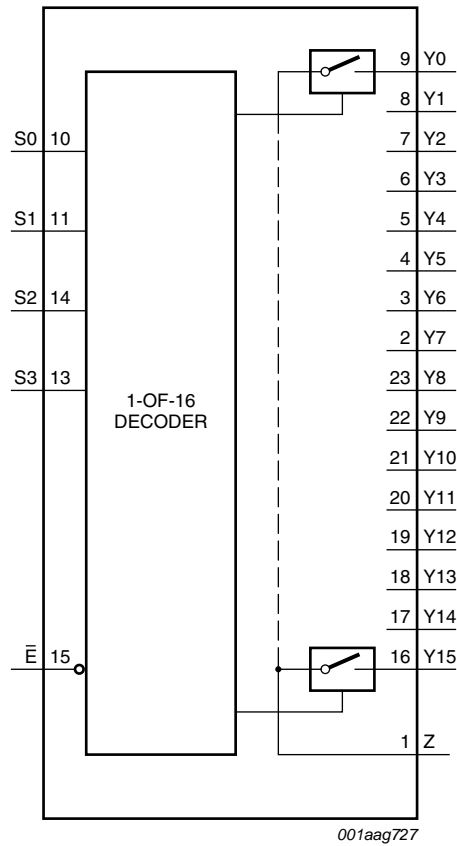 9 Y0
8 Y1
S0 10
7 Y2
6 Y3
S1 11
5 Y4
4 Y5
S2 14
3 Y6
2 Y7
S3 13
23 Y8
1-OF-16
DECODER
22 Y9
21 Y10
20 Y11
19 Y12
18 Y13
17 Y14
E̅ 15
16 Y15
1 Z
001aag727